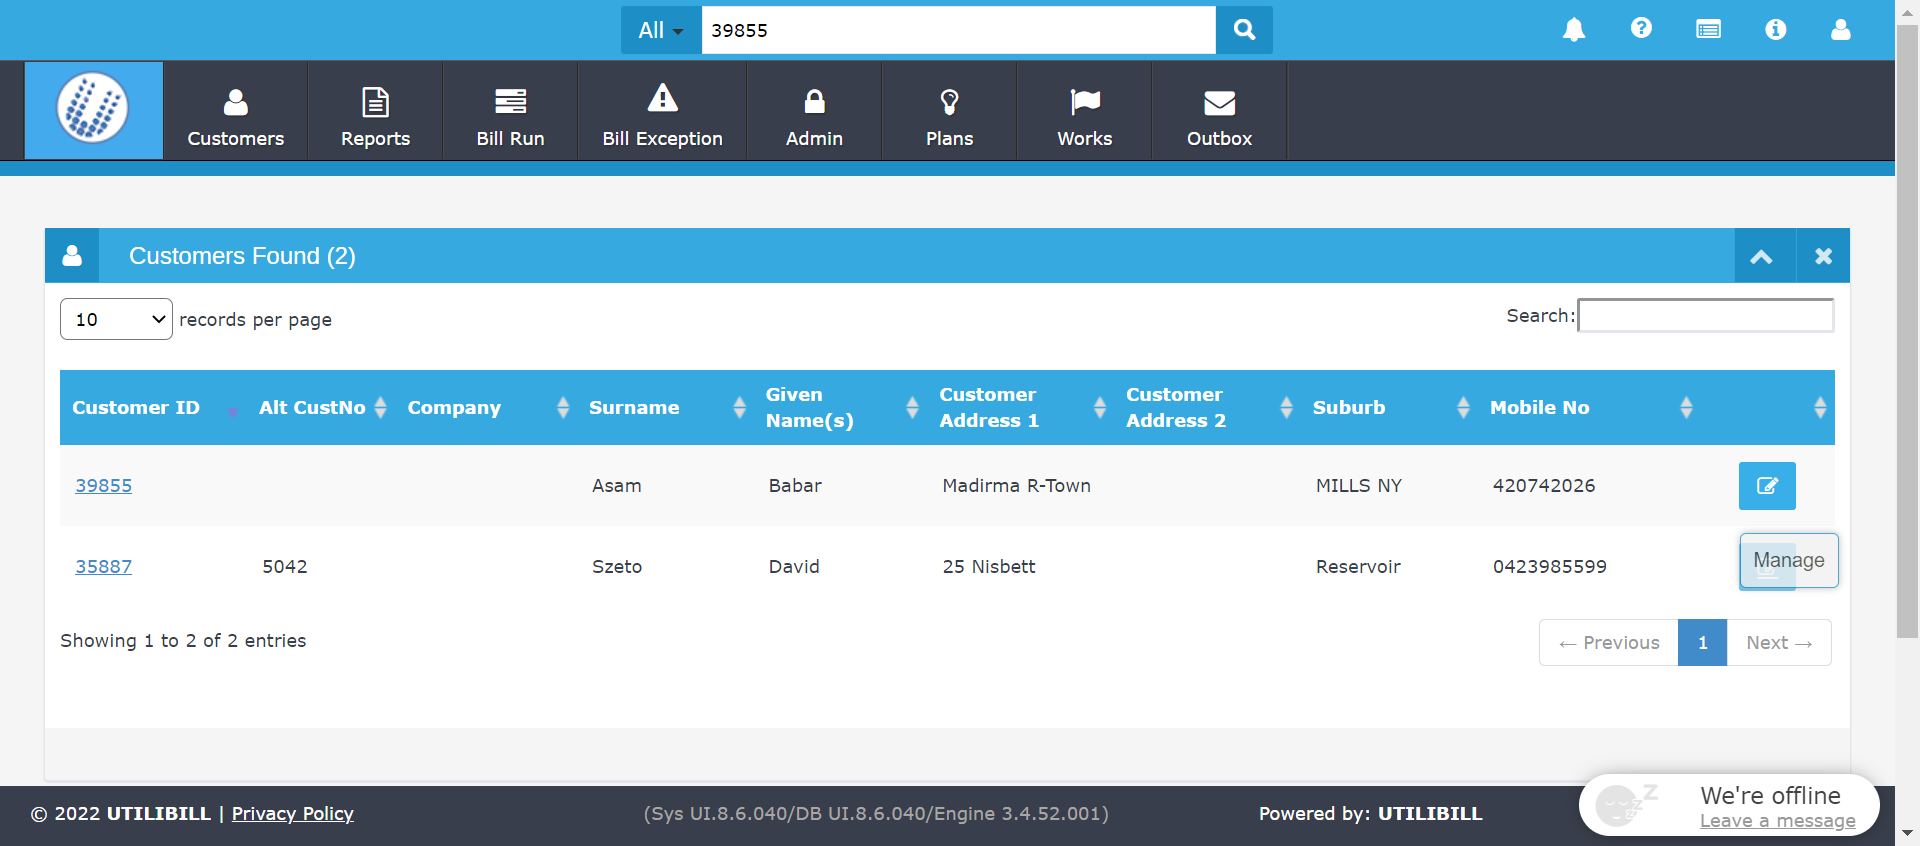 All 39855
Customers Reports Bill Run Bill Exception Admin Plans Works Outbox
Customers Found (2)
10 records per page Search:
Customer ID Alt CustNo Company Surname Given Name(s) Customer Address 1 Customer Address 2 Suburb Mobile No
39855 Asam Babar Madirma R-Town MILLS NY 420742026
35887 5042 Szeto David 25 Nisbett Reservoir 0423985599 Manage
Showing 1 to 2 of 2 entries ← Previous 1 Next →
© 2022 UTILIBILL | Privacy Policy (Sys UI.8.6.040/DB UI.8.6.040/Engine 3.4.52.001) Powered by: UTILIBILL
We're offline
Leave a message